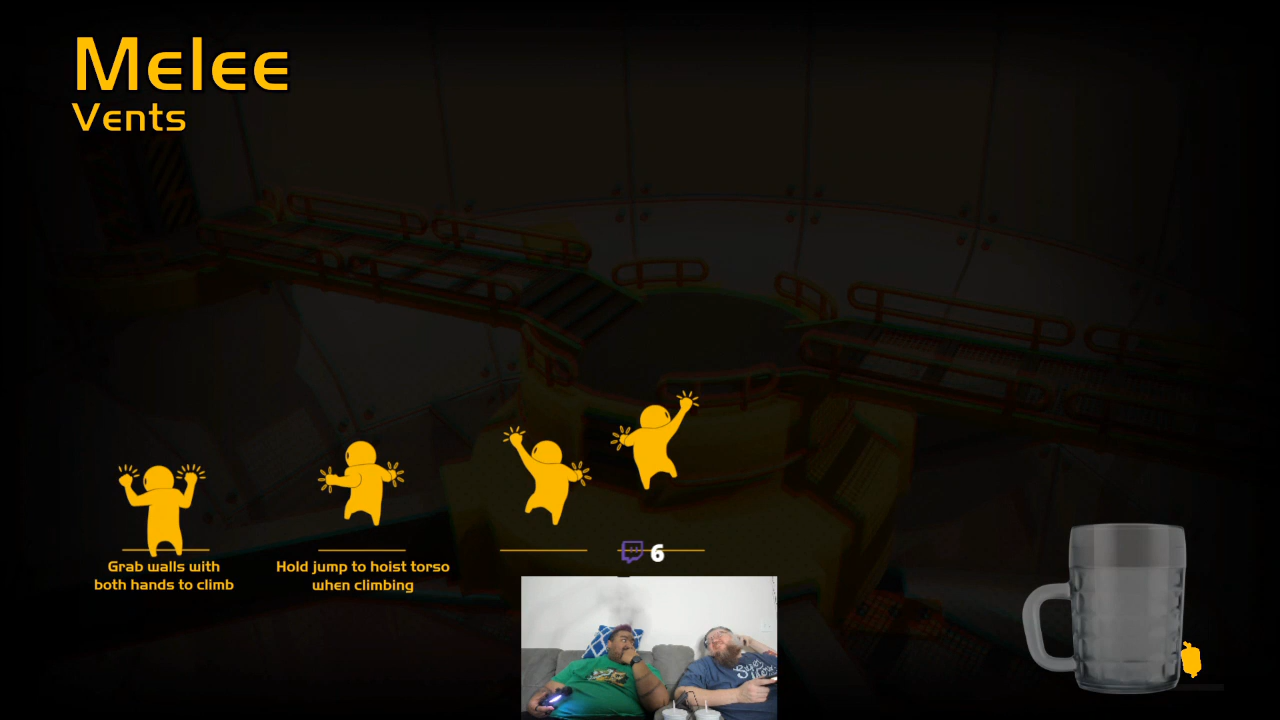 Melee
Vents
Grab walls with
both hands to climb
Hold jump to hoist torso
when climbing
6